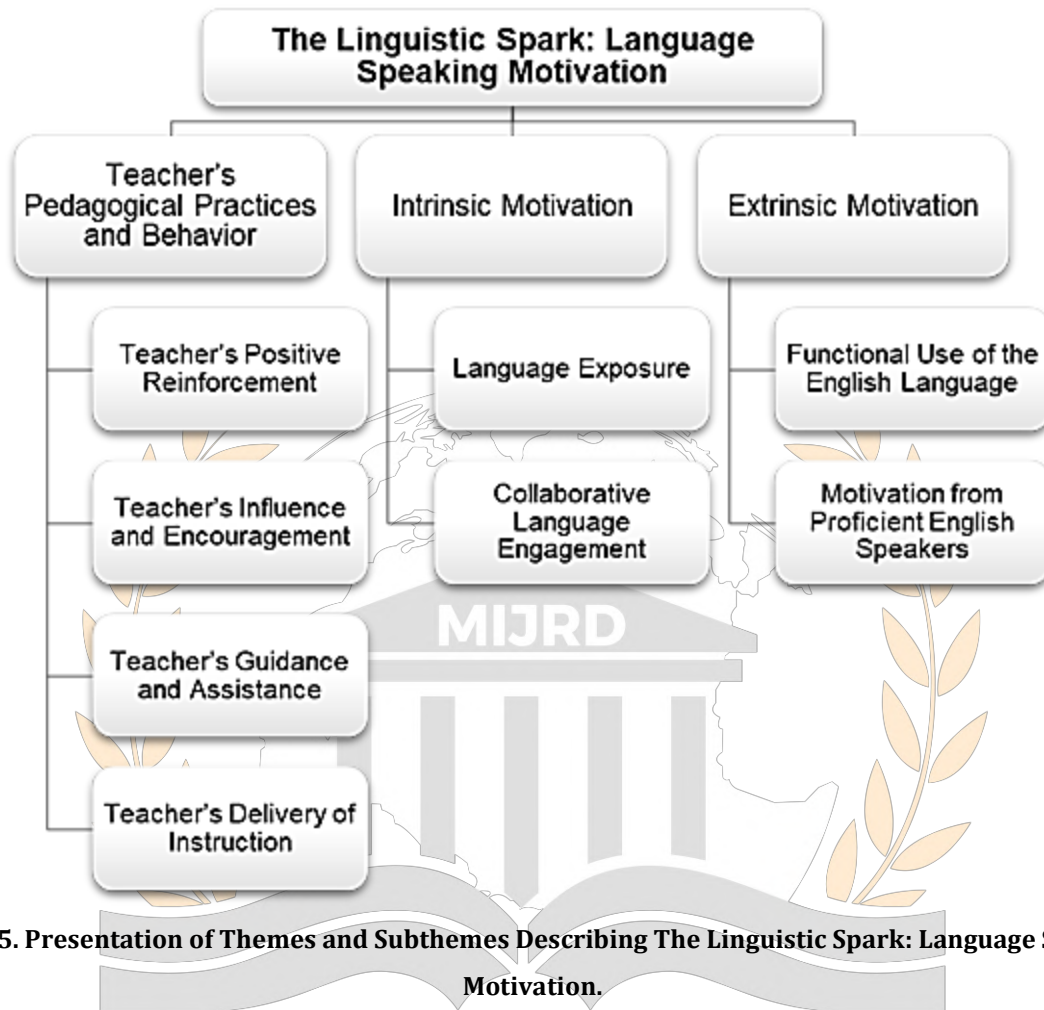 The Linguistic Spark: Language
Speaking Motivation
Teacher's
Pedagogical Practices
and Behavior
Intrinsic Motivation
Extrinsic Motivation
Teacher's Positive
Reinforcement
Language Exposure
Functional Use of the
English Language
Teacher's Influence
and Encouragement
Collaborative
Language
Engagement
Motivation from
Proficient English
Speakers
MIJRD
Teacher's Guidance
and Assistance
Teacher's Delivery of
Instruction
5. Presentation of Themes and Subthemes Describing The Linguistic Spark: Language S
Motivation.